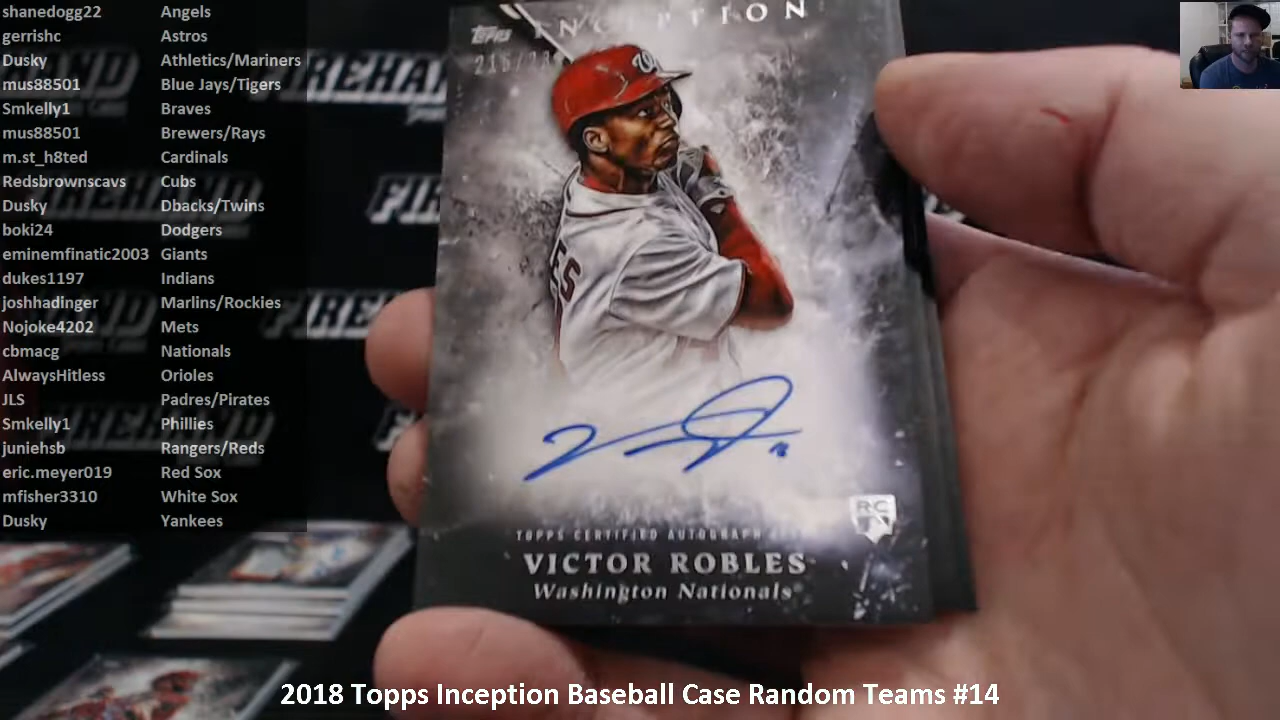 shanedogg22 Angels
gerrishc Astros
Dusky Athletics/Mariners
mus88501 Blue Jays/Tigers
Smkelly1 Braves
mus88501 Brewers/Rays
m.st_h8ted Cardinals
Redsbrownscavs Cubs
Dusky Dbacks/Twins
boki24 Dodgers
eminemfinatic2003 Giants
dukes1197 Indians
joshhadinger Marlins/Rockies
Nojoke4202 Mets
cbmacg Nationals
AlwaysHitless Orioles
JLS Padres/Pirates
Smkelly1 Phillies
juniehsb Rangers/Reds
eric.meyer019 Red Sox
mfisher3310 White Sox
Dusky Yankees
Topps INCEPTION
W
ES
RC
TOPPS CERTIFIED AUTOGRAPH
VICTOR ROBLES
Washington Nationals
2018 Topps Inception Baseball Case Random Teams #14